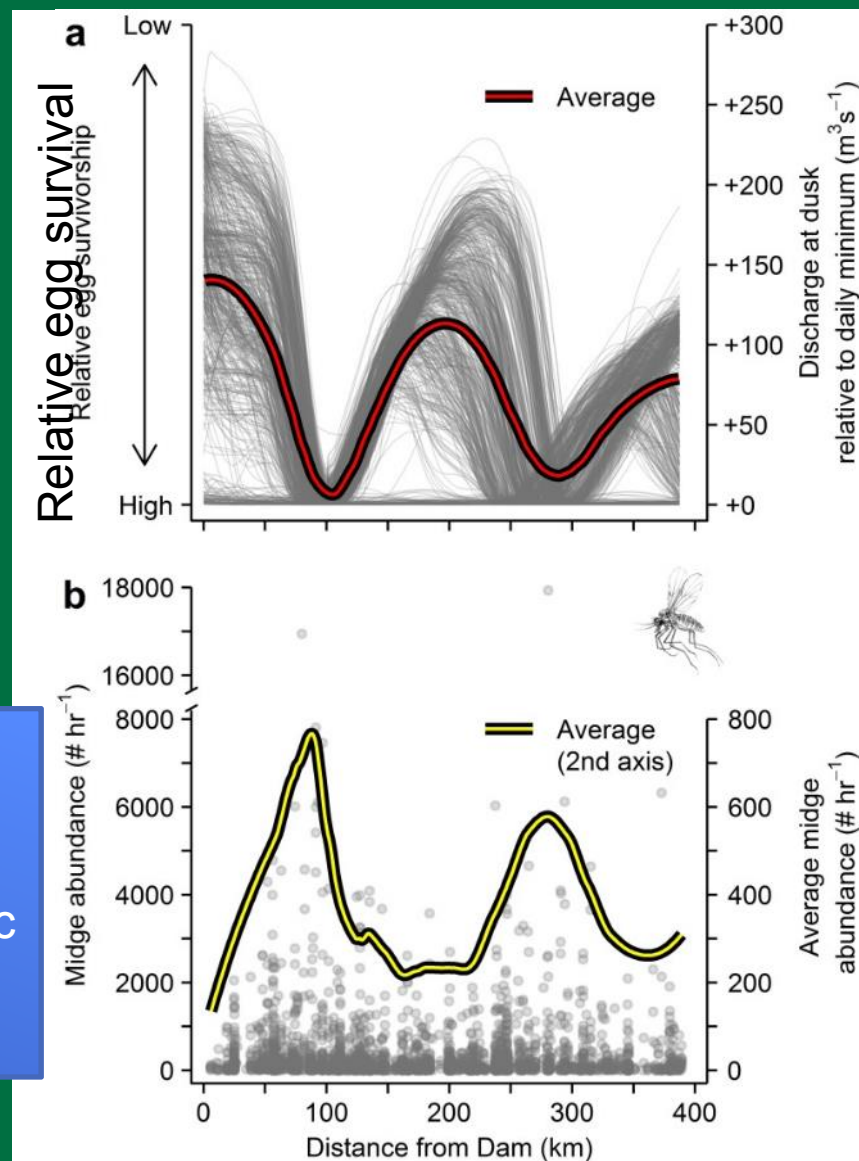 a
Low
High
Relative egg survival
Relative egg survivorship
Average
+300
+250
+200
+150
+100
+50
+0
Discharge at dusk
relative to daily minimum (m³s⁻¹)
b
18000
16000
8000
6000
4000
2000
0
Midge abundance (# hr⁻¹)
Average
(2nd axis)
800
600
400
200
0
Average midge
abundance (# hr⁻¹)
0 100 200 300 400
Distance from Dam (km)
c